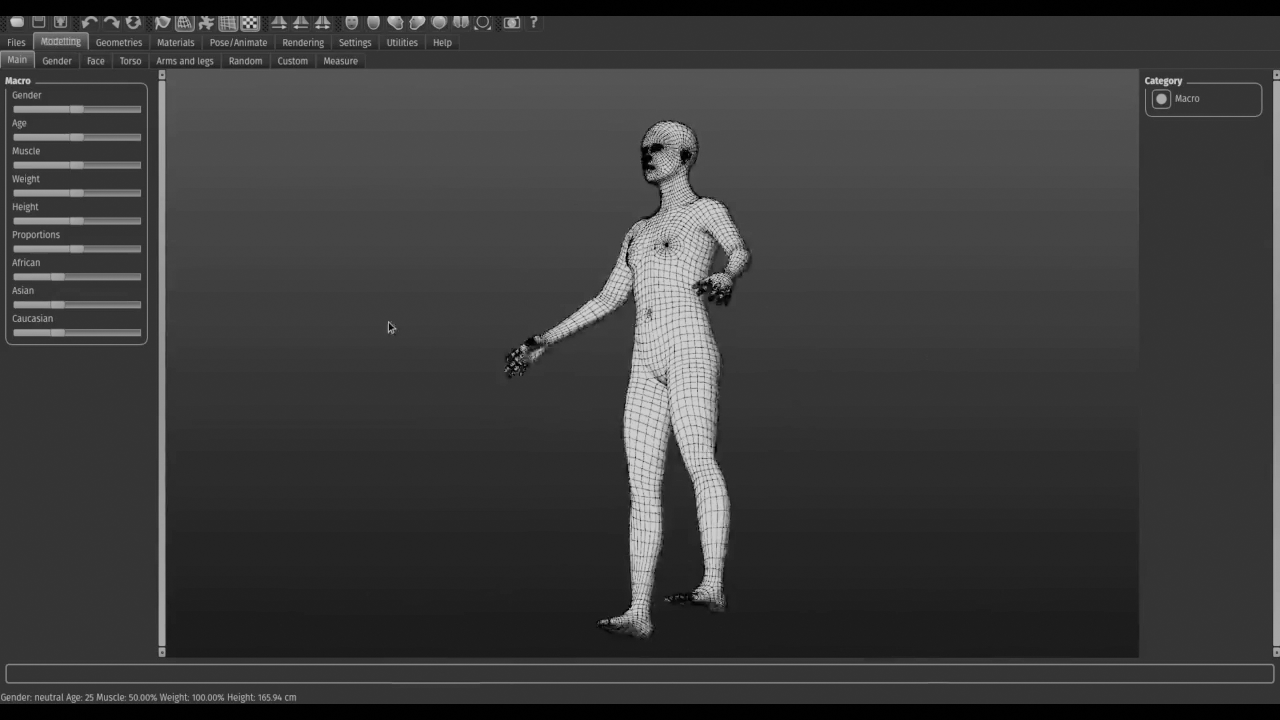 Files Modelling Geometries Materials Pose/Animate Rendering Settings Utilities Help
Main Gender Face Torso Arms and legs Random Custom Measure
Macro
Gender
Age
Muscle
Weight
Height
Proportions
African
Asian
Caucasian
Category
Macro
Gender: neutral Age: 25 Muscle: 50.00% Weight: 100.00% Height: 165.94 cm